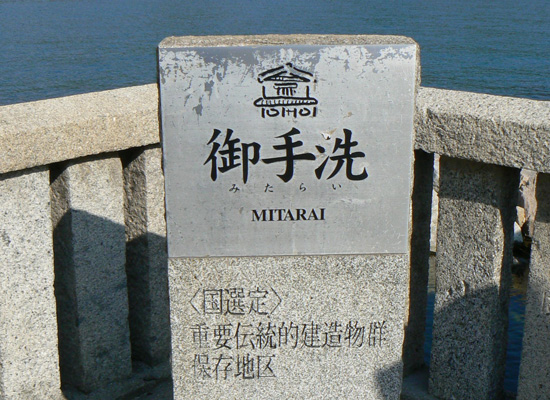 御手洗
みたらい
MITARAI
〈国選定〉
重要伝統的建造物群
保存地区